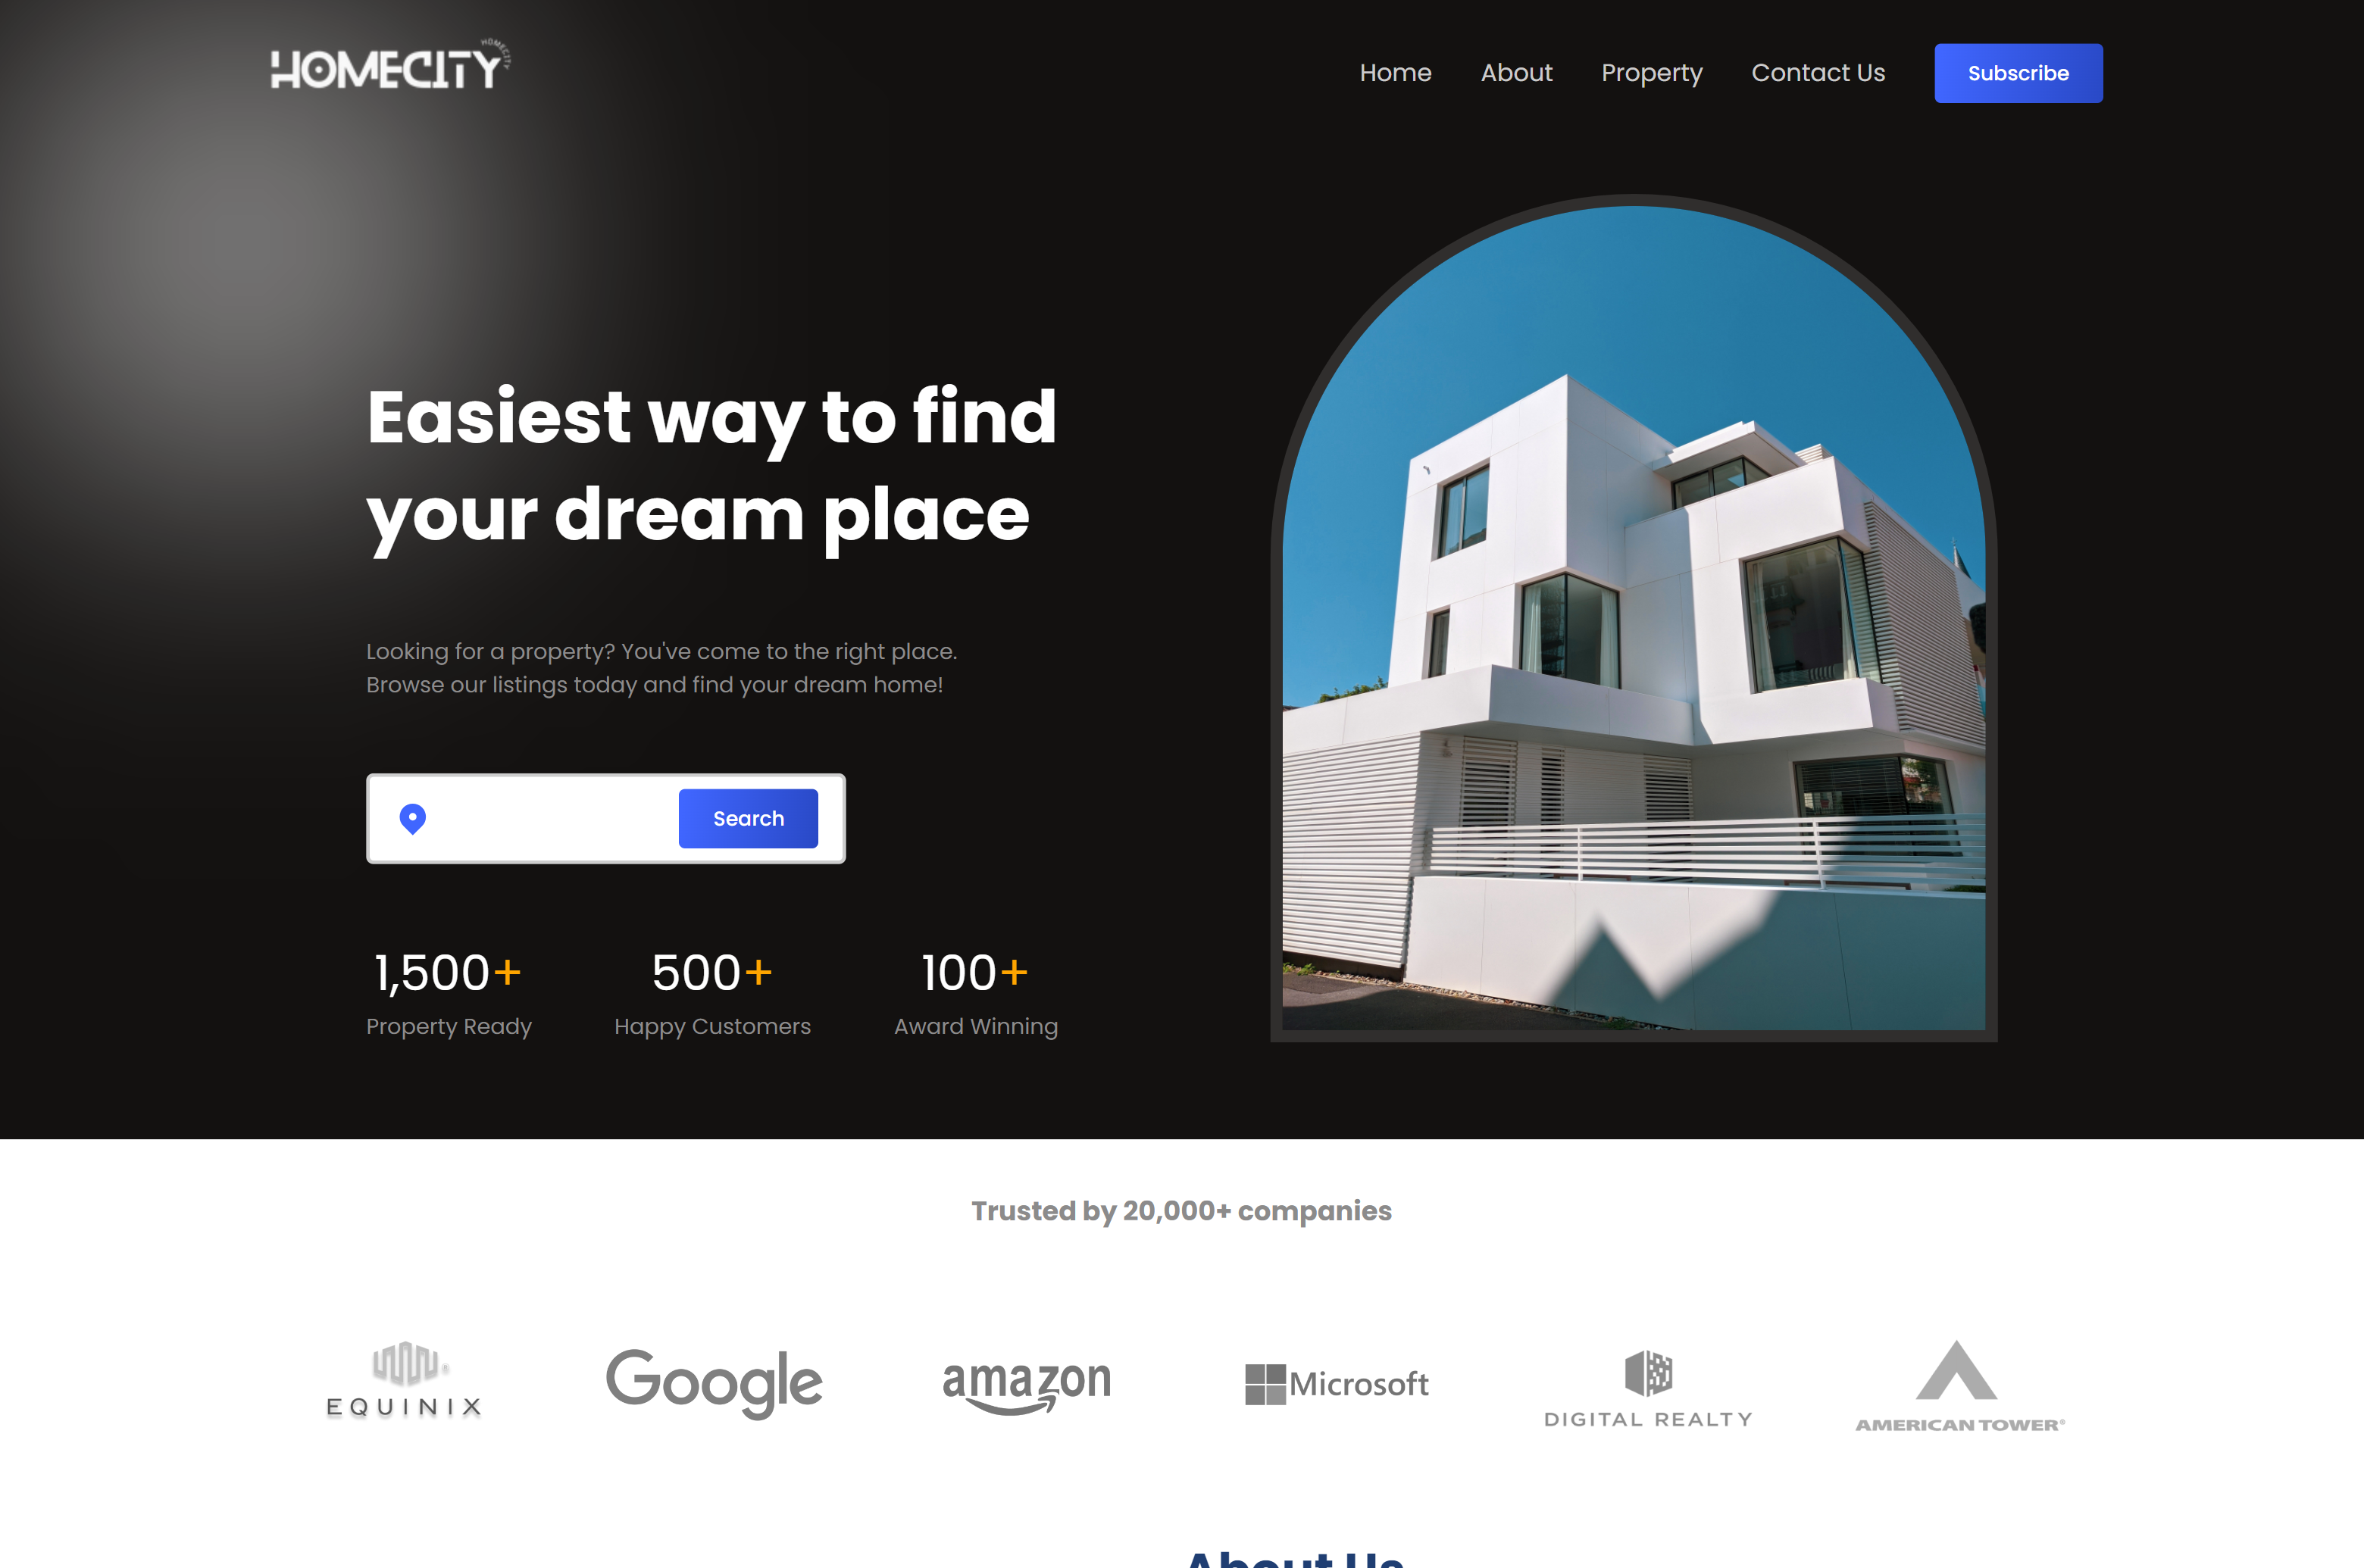 HOMECITY
HOMECITY
Home
About
Property
Contact Us
Subscribe
Easiest way to find
your dream place
Looking for a property? You've come to the right place.
Browse our listings today and find your dream home!
Search
1,500+
Property Ready
500+
Happy Customers
100+
Award Winning
Trusted by 20,000+ companies
EQUINIX
Google
amazon
Microsoft
DIGITAL REALTY
AMERICAN TOWER®
About Us